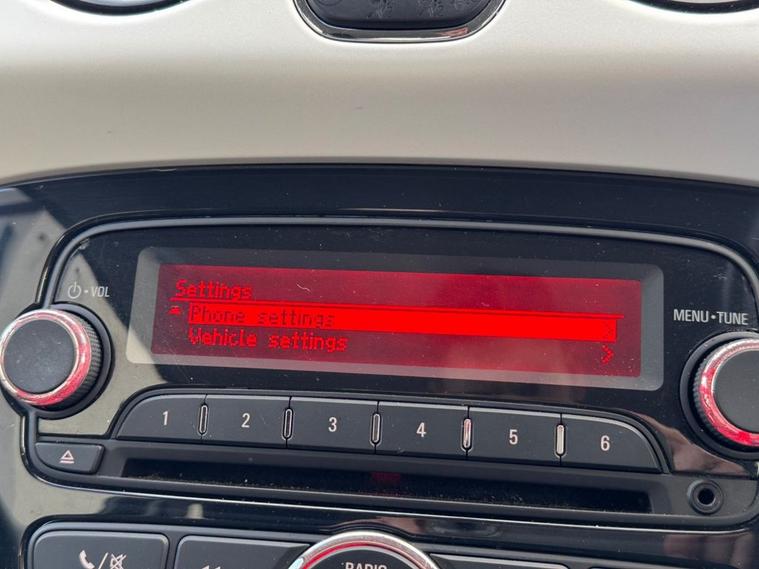 Settings
Phone settings
Vehicle settings
VOL
MENU•TUNE
1
2
3
4
5
6
RADIO